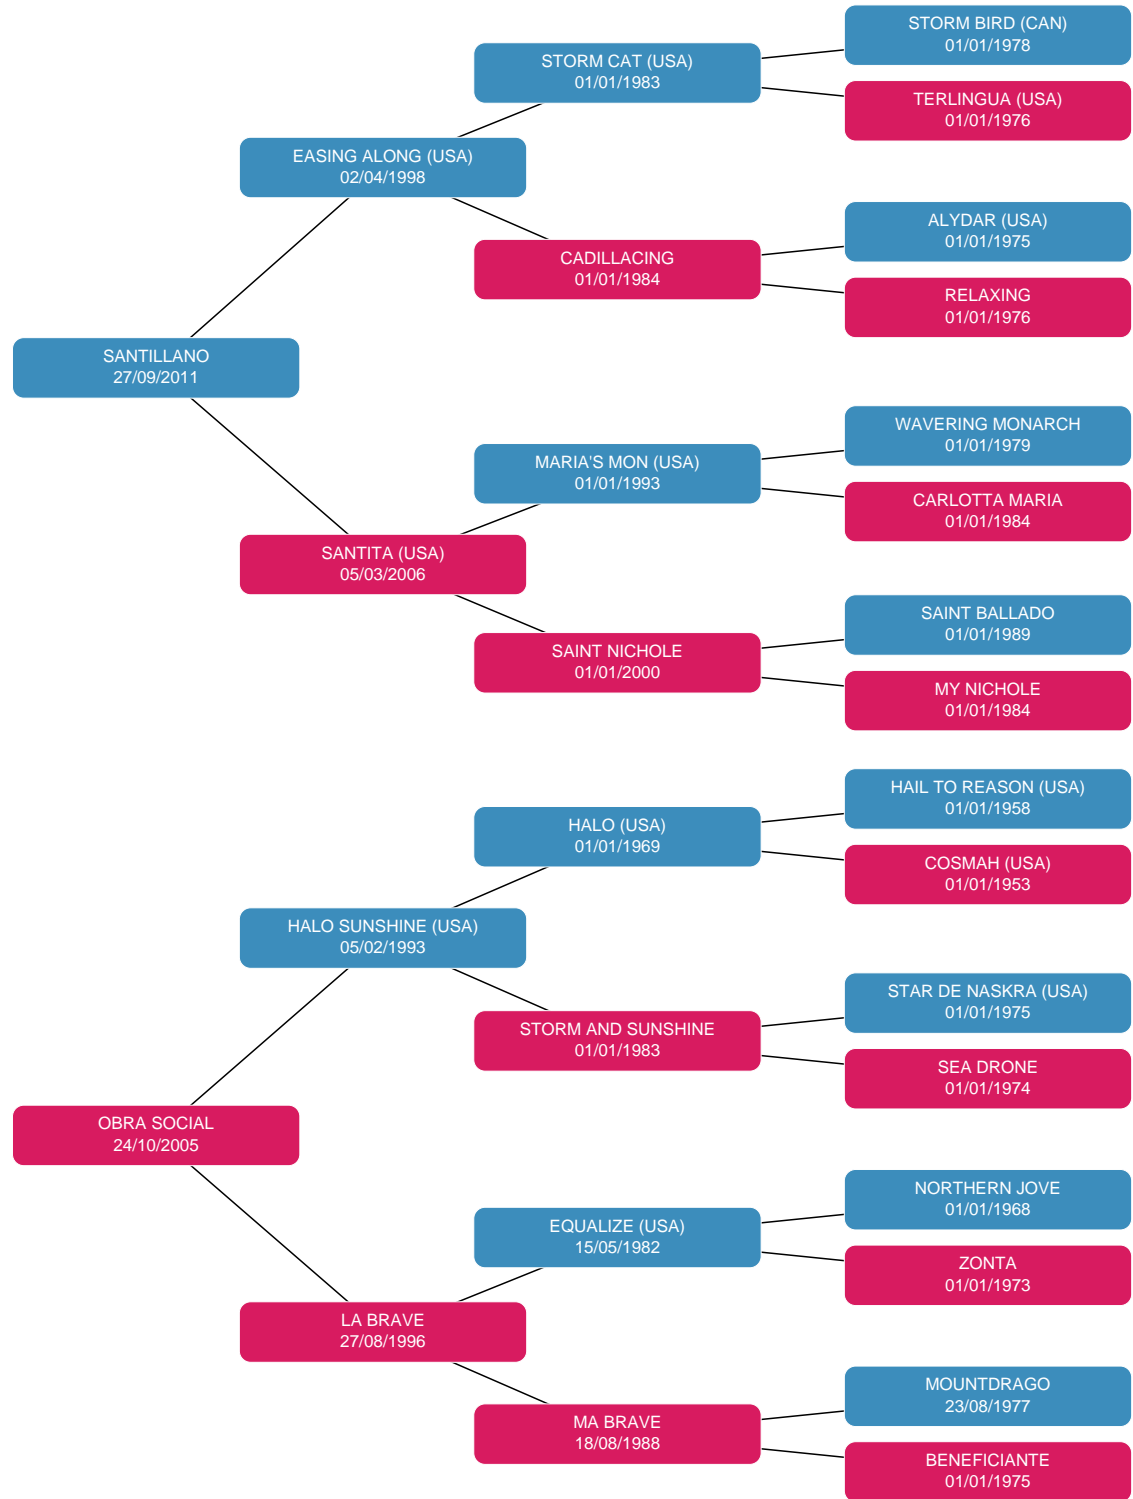 STORM BIRD (CAN)
01/01/1978
STORM CAT (USA)
01/01/1983
TERLINGUA (USA)
01/01/1976
EASING ALONG (USA)
02/04/1998
ALYDAR (USA)
01/01/1975
CADILLACING
01/01/1984
RELAXING
01/01/1976
SANTILLANO
27/09/2011
WAVERING MONARCH
01/01/1979
MARIA'S MON (USA)
01/01/1993
CARLOTTA MARIA
01/01/1984
SANTITA (USA)
05/03/2006
SAINT BALLADO
01/01/1989
SAINT NICHOLE
01/01/2000
MY NICHOLE
01/01/1984
HAIL TO REASON (USA)
01/01/1958
HALO (USA)
01/01/1969
COSMAH (USA)
01/01/1953
HALO SUNSHINE (USA)
05/02/1993
STAR DE NASKRA (USA)
01/01/1975
STORM AND SUNSHINE
01/01/1983
SEA DRONE
01/01/1974
OBRA SOCIAL
24/10/2005
NORTHERN JOVE
01/01/1968
EQUALIZE (USA)
15/05/1982
ZONTA
01/01/1973
LA BRAVE
27/08/1996
MOUNTDRAGO
23/08/1977
MA BRAVE
18/08/1988
BENEFICIANTE
01/01/1975